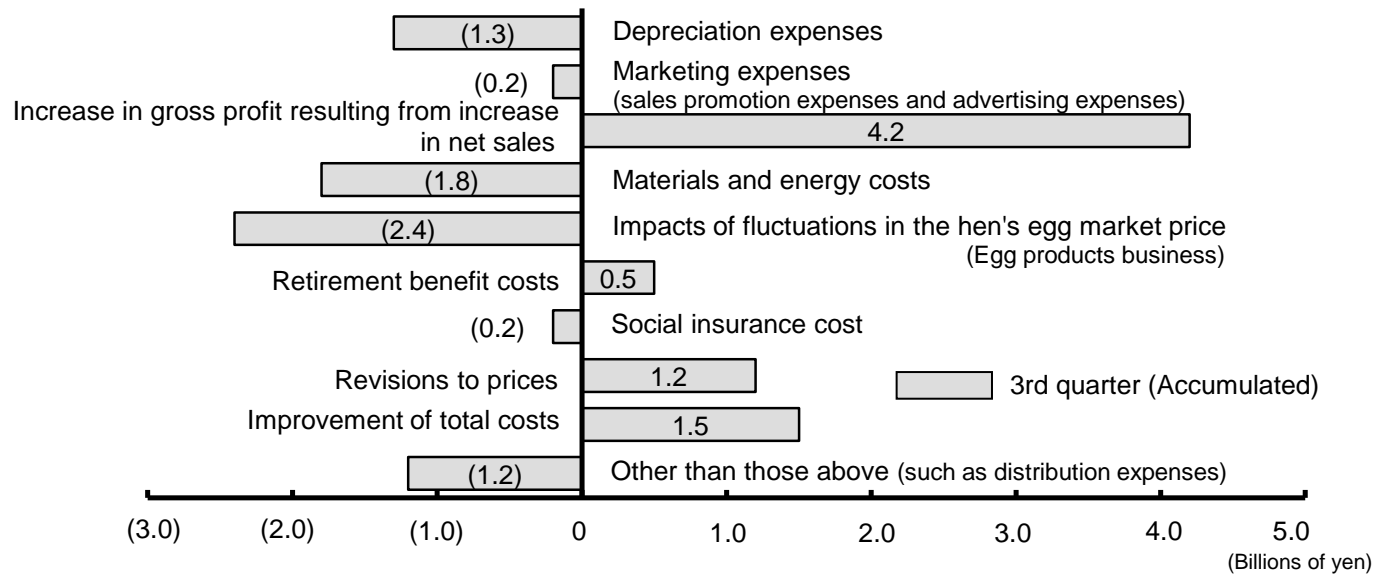 (1.3) Depreciation expenses
(0.2) Marketing expenses
(sales promotion expenses and advertising expenses)
Increase in gross profit resulting from increase
in net sales
4.2
(1.8) Materials and energy costs
(2.4) Impacts of fluctuations in the hen's egg market price
(Egg products business)
Retirement benefit costs 0.5
(0.2) Social insurance cost
Revisions to prices 1.2
3rd quarter (Accumulated)
Improvement of total costs 1.5
(1.2) Other than those above (such as distribution expenses)
(3.0) (2.0) (1.0) 0 1.0 2.0 3.0 4.0 5.0
(Billions of yen)